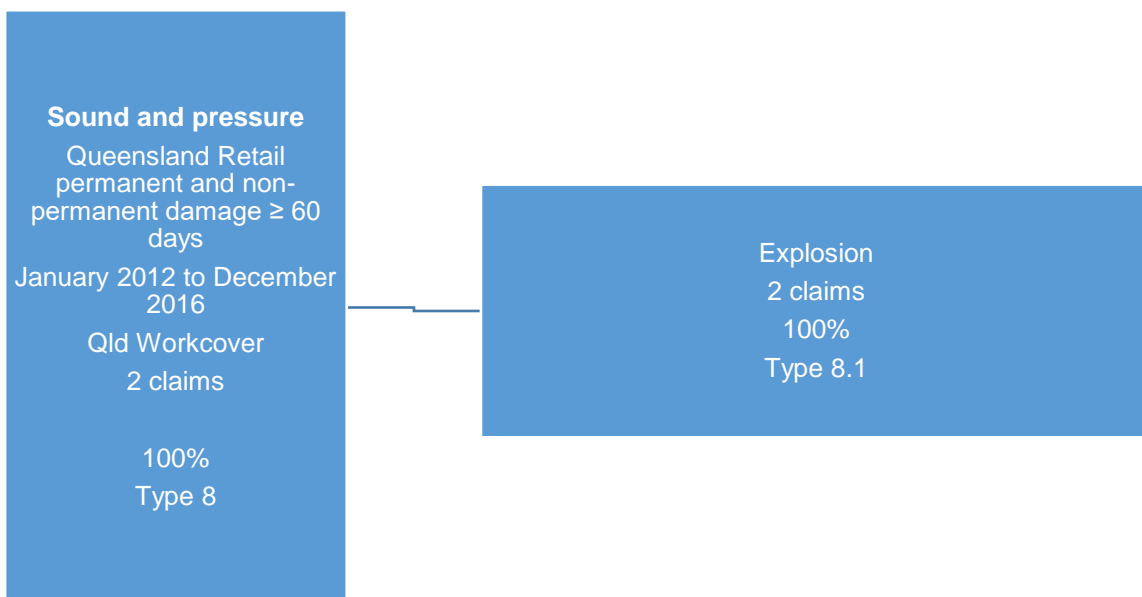 Sound and pressure
Queensland Retail
permanent and non-
permanent damage ≥ 60
days
January 2012 to December
2016
Qld Workcover
2 claims
100%
Type 8
Explosion
2 claims
100%
Type 8.1